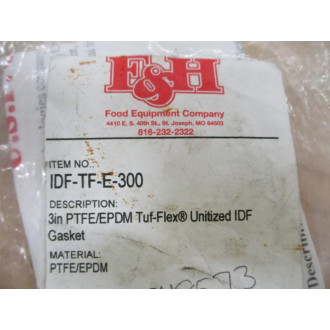 F&H
Food Equipment Company
4410 E. S. 40th St., St. Joseph, MO 64503
816-232-2322
ITEM NO.
IDF-TF-E-300
DESCRIPTION:
3in PTFE/EPDM Tuf-Flex® Unitized IDF
Gasket
MATERIAL:
PTFE/EPDM